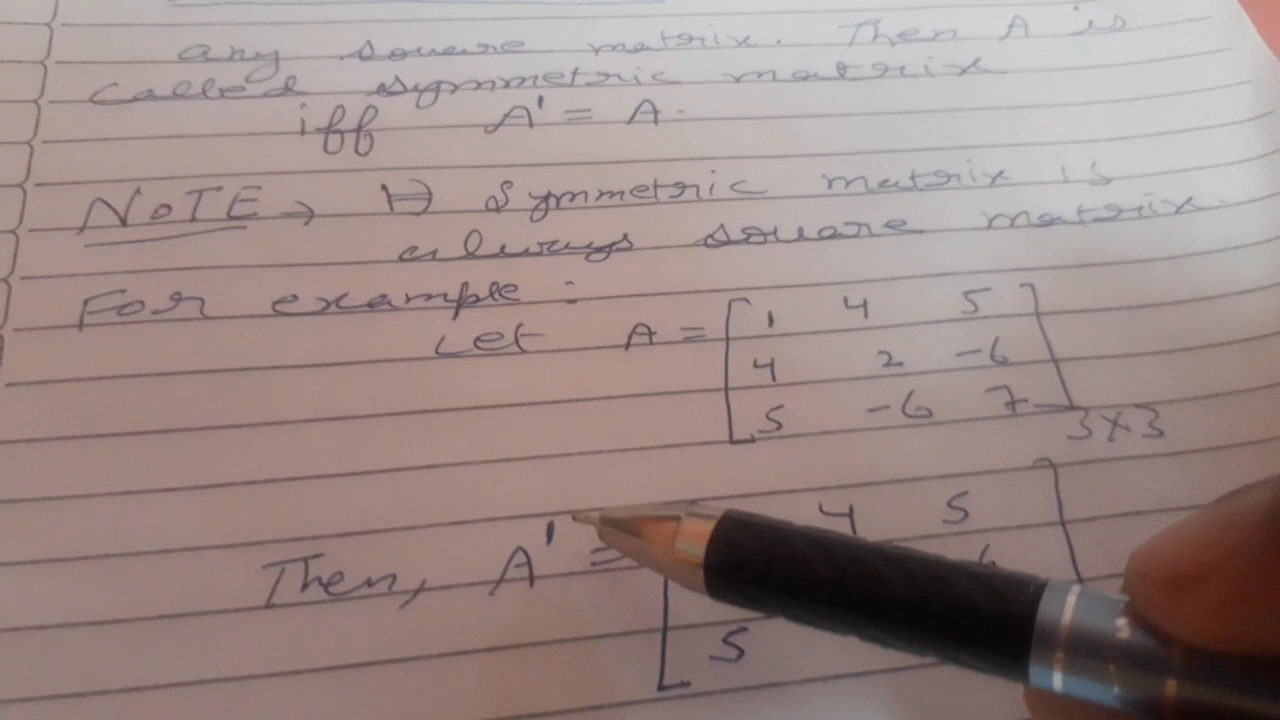 any square matrix. Then A is
called symmetric matrix
iff A' = A.
NOTE → 1) Symmetric matrix is
always square matrix.
For example :
Let A = [ 1 4 5
4 2 -6
5 -6 7 ] 3×3
Then, A' = [ 4 5
5